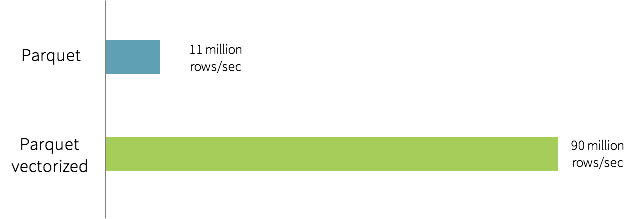 Parquet
11 million
rows/sec
Parquet
vectorized
90 million
rows/sec